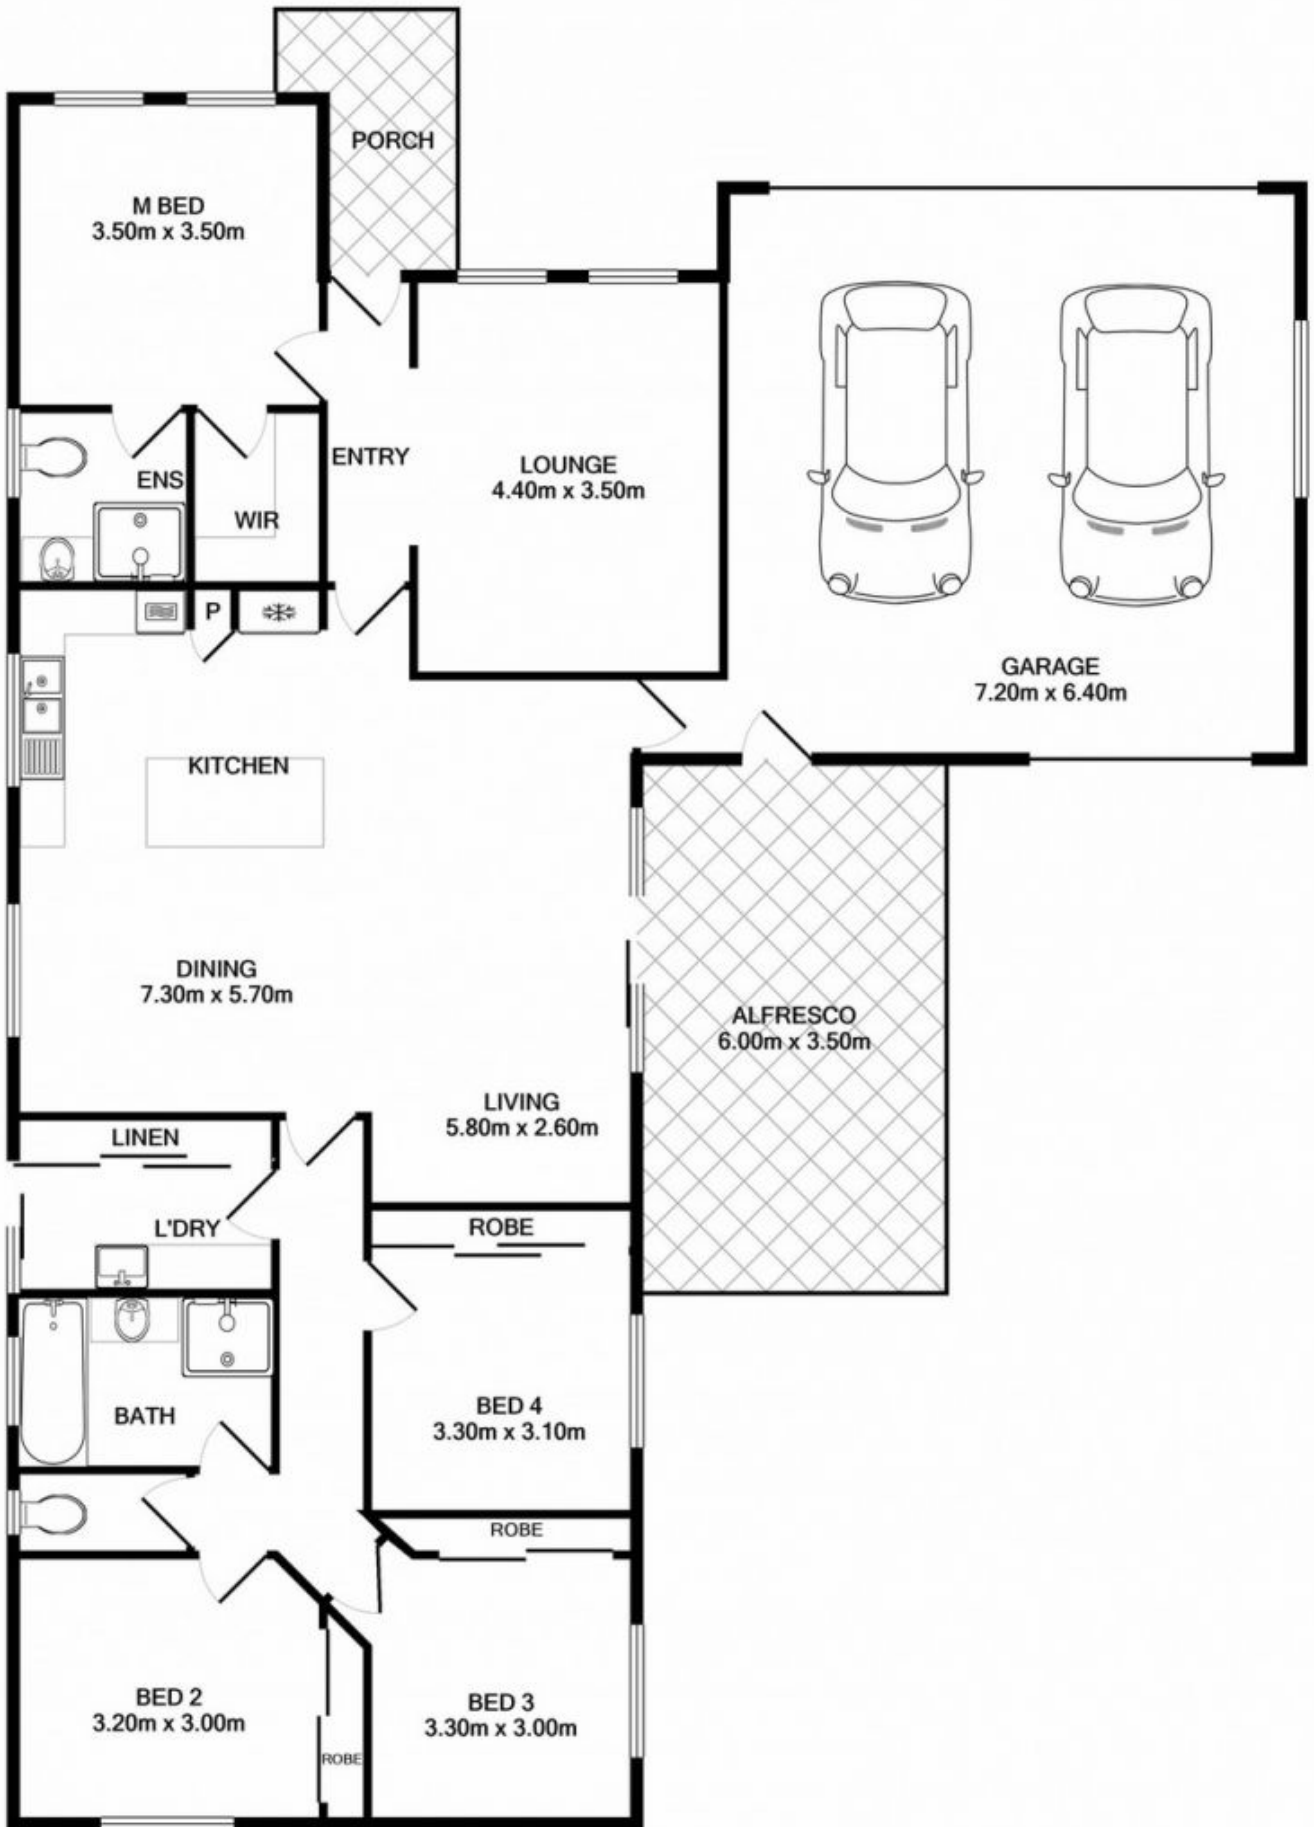 PORCH
M BED
3.50m x 3.50m
ENTRY
LOUNGE
4.40m x 3.50m
ENS
WIR
P
GARAGE
7.20m x 6.40m
KITCHEN
DINING
7.30m x 5.70m
ALFRESCO
6.00m x 3.50m
LIVING
5.80m x 2.60m
LINEN
L'DRY
ROBE
BATH
BED 4
3.30m x 3.10m
ROBE
BED 2
3.20m x 3.00m
BED 3
3.30m x 3.00m
ROBE